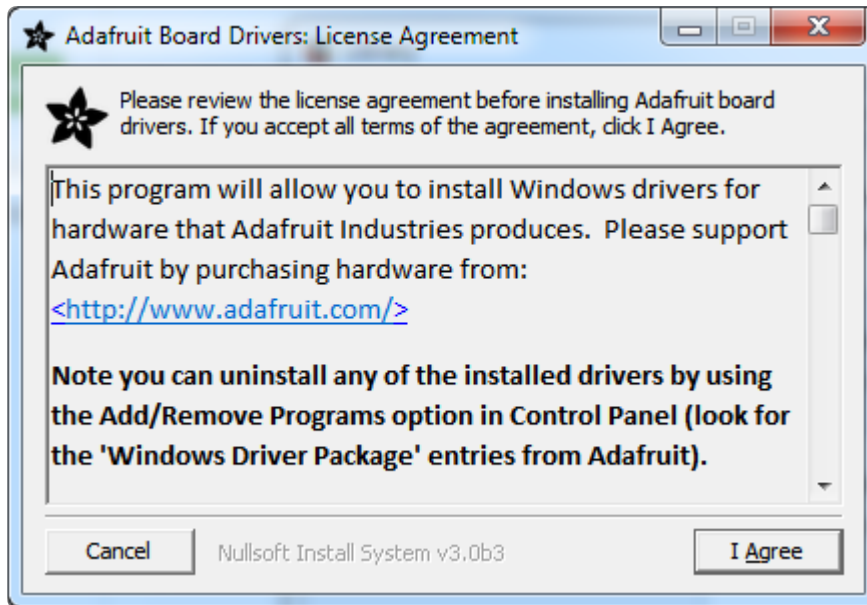 Adafruit Board Drivers: License Agreement
Please review the license agreement before installing Adafruit board
drivers. If you accept all terms of the agreement, click I Agree.
This program will allow you to install Windows drivers for
hardware that Adafruit Industries produces.  Please support
Adafruit by purchasing hardware from:
<http://www.adafruit.com/>
Note you can uninstall any of the installed drivers by using
the Add/Remove Programs option in Control Panel (look for
the 'Windows Driver Package' entries from Adafruit).
Cancel
Nullsoft Install System v3.0b3
I Agree